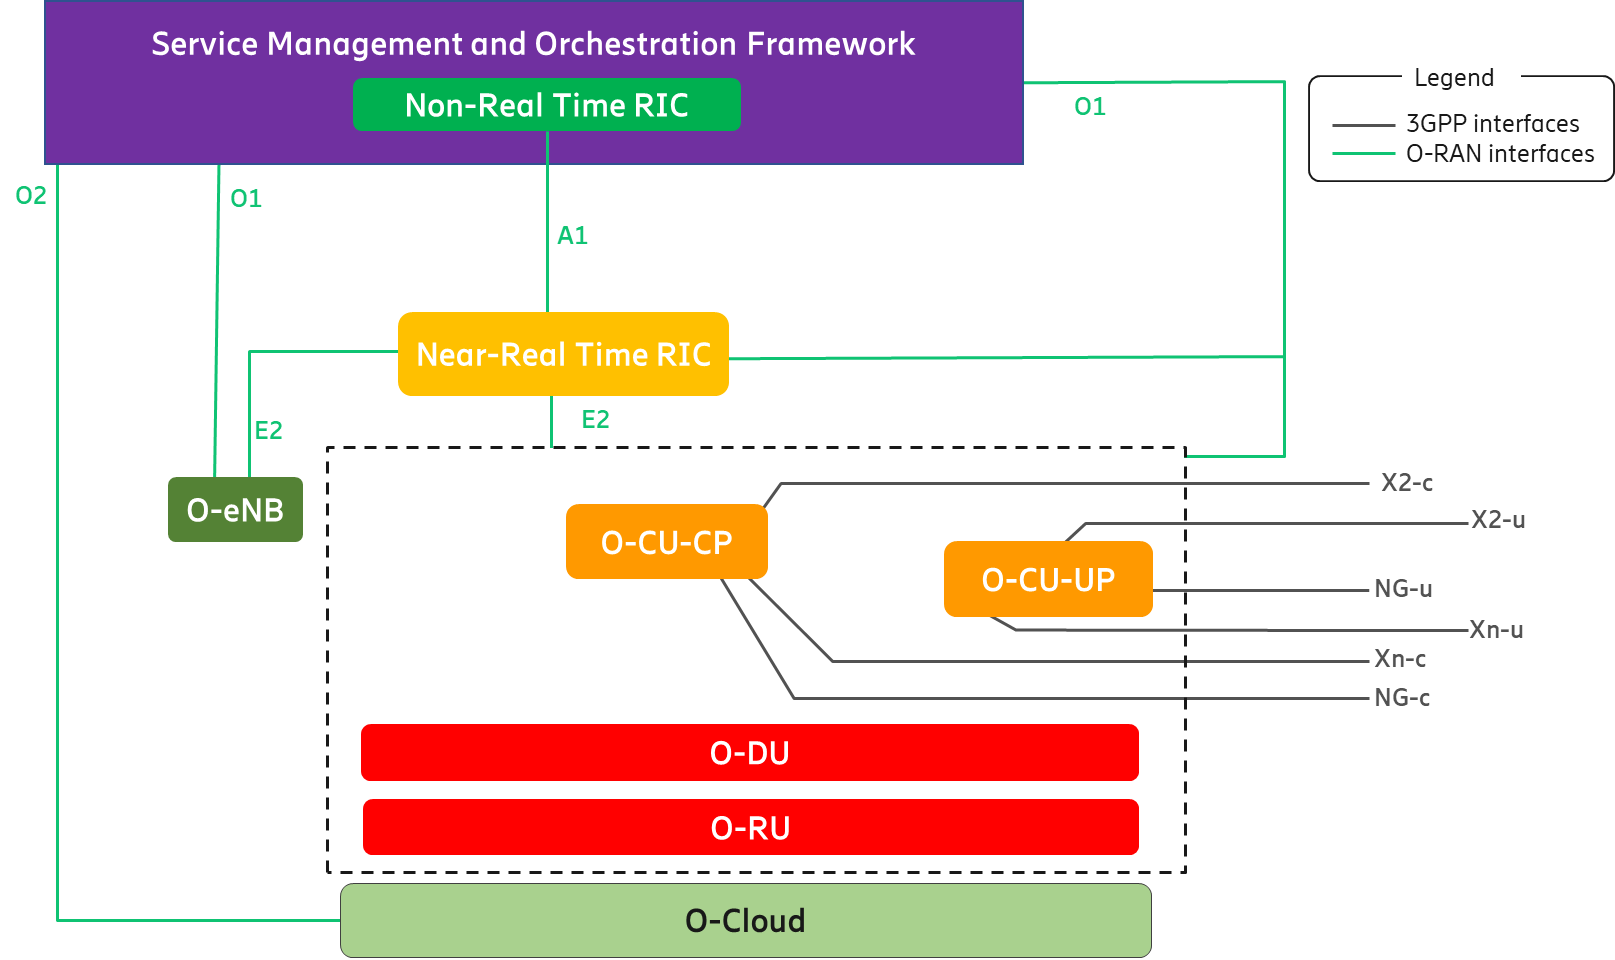 Service Management and Orchestration Framework
Non-Real Time RIC
Legend
3GPP interfaces
O-RAN interfaces
O1
O2
O1
A1
Near-Real Time RIC
E2
E2
O-eNB
X2-c
X2-u
O-CU-CP
O-CU-UP
NG-u
Xn-u
Xn-c
NG-c
O-DU
O-RU
O-Cloud